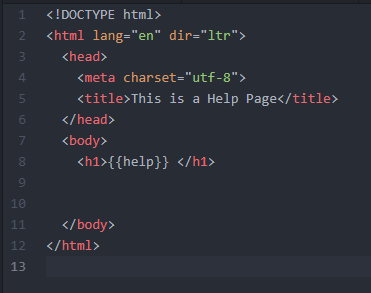 1 <!DOCTYPE html>
2 <html lang="en" dir="ltr">
3 <head>
4 <meta charset="utf-8">
5 <title>This is a Help Page</title>
6 </head>
7 <body>
8 <h1>{{help}} </h1>
9
10
11 </body>
12 </html>
13